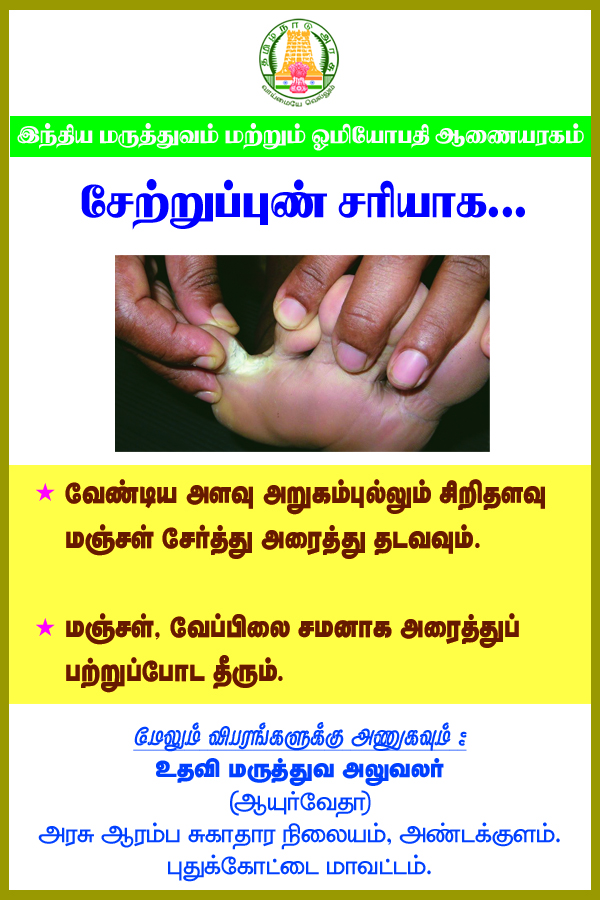 தமிழ்நாடு அரசு
வாய்மையே வெல்லும்
இந்திய மருத்துவம் மற்றும் ஓமியோபதி ஆணையரகம்
சேற்றுப்புண் சரியாக...
★ வேண்டிய அளவு அறுகம்புல்லும் சிறிதளவு
மஞ்சள் சேர்த்து அரைத்து தடவவும்.
★ மஞ்சள், வேப்பிலை சமனாக அரைத்துப்
பற்றுப்போட தீரும்.
மேலும் விபரங்களுக்கு அணுகவும் :
உதவி மருத்துவ அலுவலர்
(ஆயுர்வேதா)
அரசு ஆரம்ப சுகாதார நிலையம், அண்டக்குளம்.
புதுக்கோட்டை மாவட்டம்.